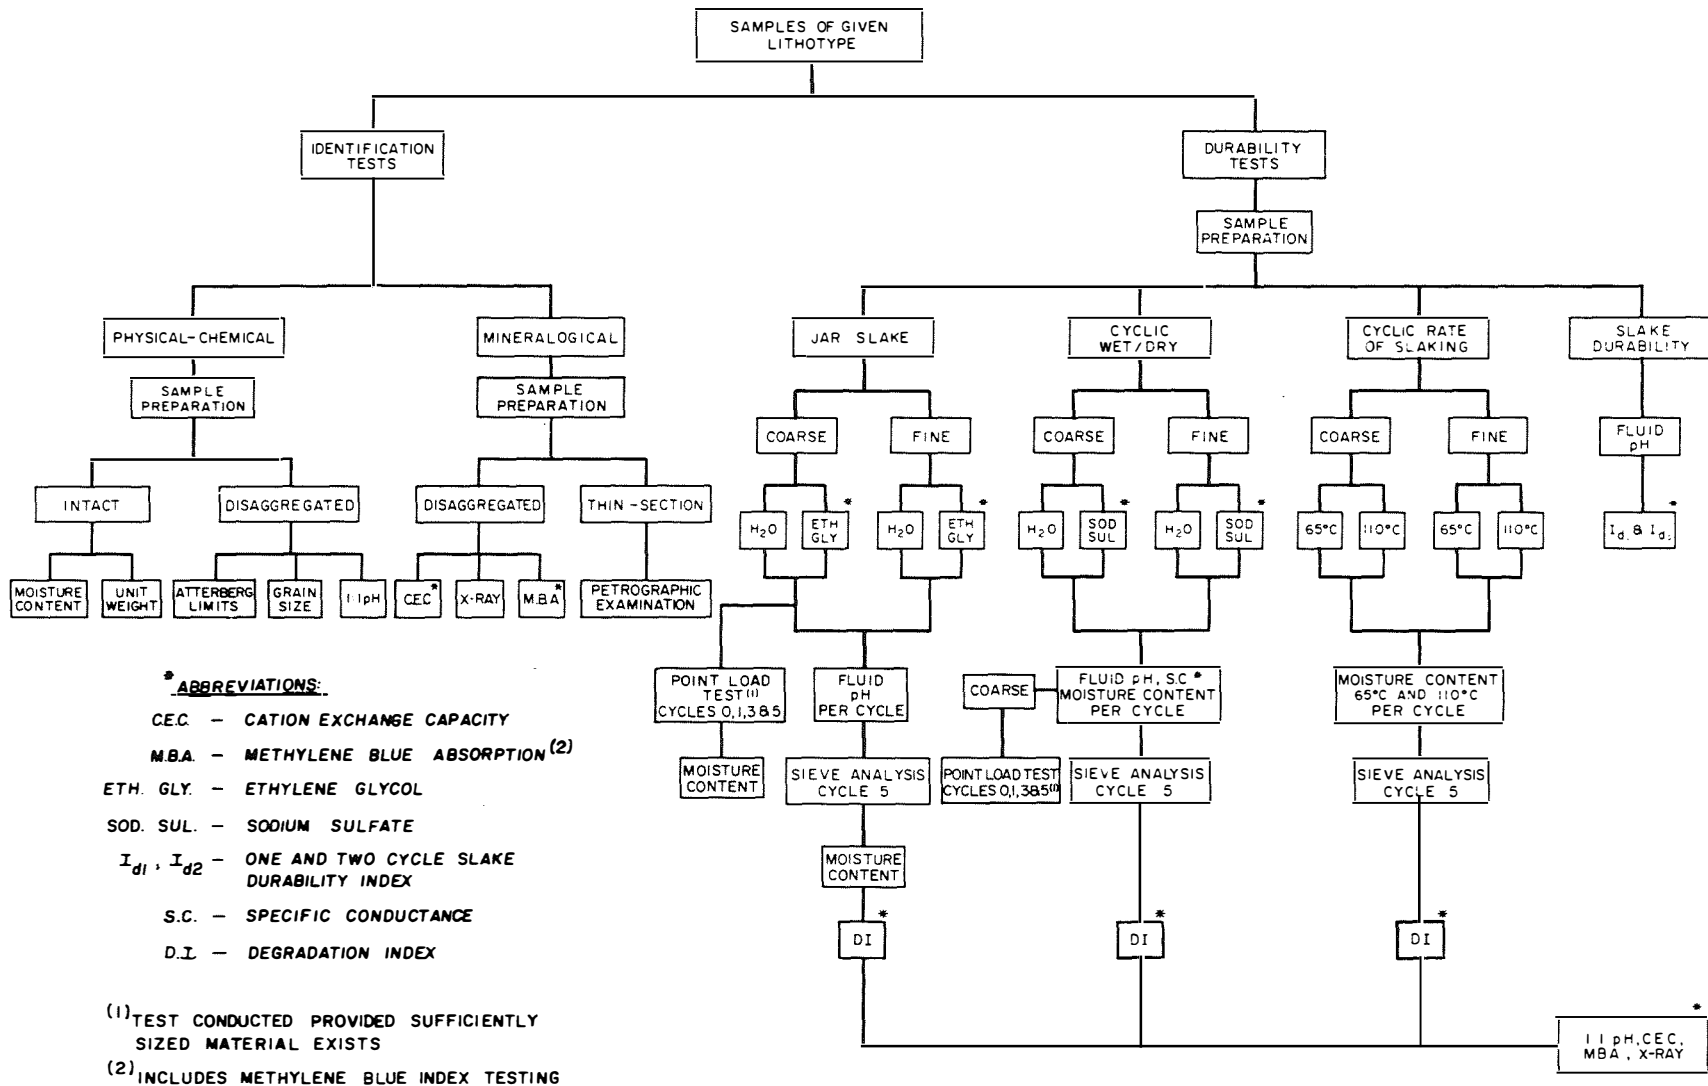 SAMPLES OF GIVEN
LITHOTYPE
IDENTIFICATION
TESTS
DURABILITY
TESTS
SAMPLE
PREPARATION
PHYSICAL-CHEMICAL
MINERALOGICAL
JAR SLAKE
CYCLIC
WET/DRY
CYCLIC RATE
OF SLAKING
SLAKE
DURABILITY
SAMPLE
PREPARATION
SAMPLE
PREPARATION
COARSE
FINE
COARSE
FINE
COARSE
FINE
FLUID
pH
INTACT
DISAGGREGATED
DISAGGREGATED
THIN-SECTION
H₂O
ETH
GLY
*
H₂O
ETH
GLY
*
H₂O
SOD
SUL
*
H₂O
SOD
SUL
*
65°C
110°C
65°C
110°C
I_d & I_d *
MOISTURE
CONTENT
UNIT
WEIGHT
ATTERBERG
LIMITS
GRAIN
SIZE
1:1 pH
C.E.C *
X-RAY
M.B.A *
PETROGRAPHIC
EXAMINATION
POINT LOAD
TEST(1)
CYCLES 0,1,3&5
FLUID
pH
PER CYCLE
COARSE
FLUID pH, S.C *
MOISTURE CONTENT
PER CYCLE
MOISTURE CONTENT
65°C AND 110°C
PER CYCLE
MOISTURE
CONTENT
SIEVE ANALYSIS
CYCLE 5
POINT LOAD TEST
CYCLES 0,1,3&5(1)
SIEVE ANALYSIS
CYCLE 5
SIEVE ANALYSIS
CYCLE 5
MOISTURE
CONTENT
DI *
DI *
DI *
*
1 1 pH, CEC,
MBA, X-RAY
*ABBREVIATIONS:
C.E.C. — CATION EXCHANGE CAPACITY
M.B.A. — METHYLENE BLUE ABSORPTION(2)
ETH. GLY. — ETHYLENE GLYCOL
SOD. SUL. — SODIUM SULFATE
I_d1, I_d2 — ONE AND TWO CYCLE SLAKE
DURABILITY INDEX
S.C. — SPECIFIC CONDUCTANCE
D.I. — DEGRADATION INDEX
(1) TEST CONDUCTED PROVIDED SUFFICIENTLY
SIZED MATERIAL EXISTS
(2) INCLUDES METHYLENE BLUE INDEX TESTING